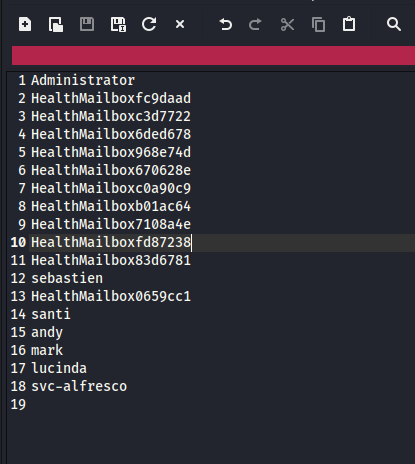 1 Administrator
2 HealthMailboxfc9daad
3 HealthMailboxc3d7722
4 HealthMailbox6ded678
5 HealthMailbox968e74d
6 HealthMailbox670628e
7 HealthMailboxc0a90c9
8 HealthMailboxb01ac64
9 HealthMailbox7108a4e
10 HealthMailboxfd87238
11 HealthMailbox83d6781
12 sebastien
13 HealthMailbox0659cc1
14 santi
15 andy
16 mark
17 lucinda
18 svc-alfresco
19